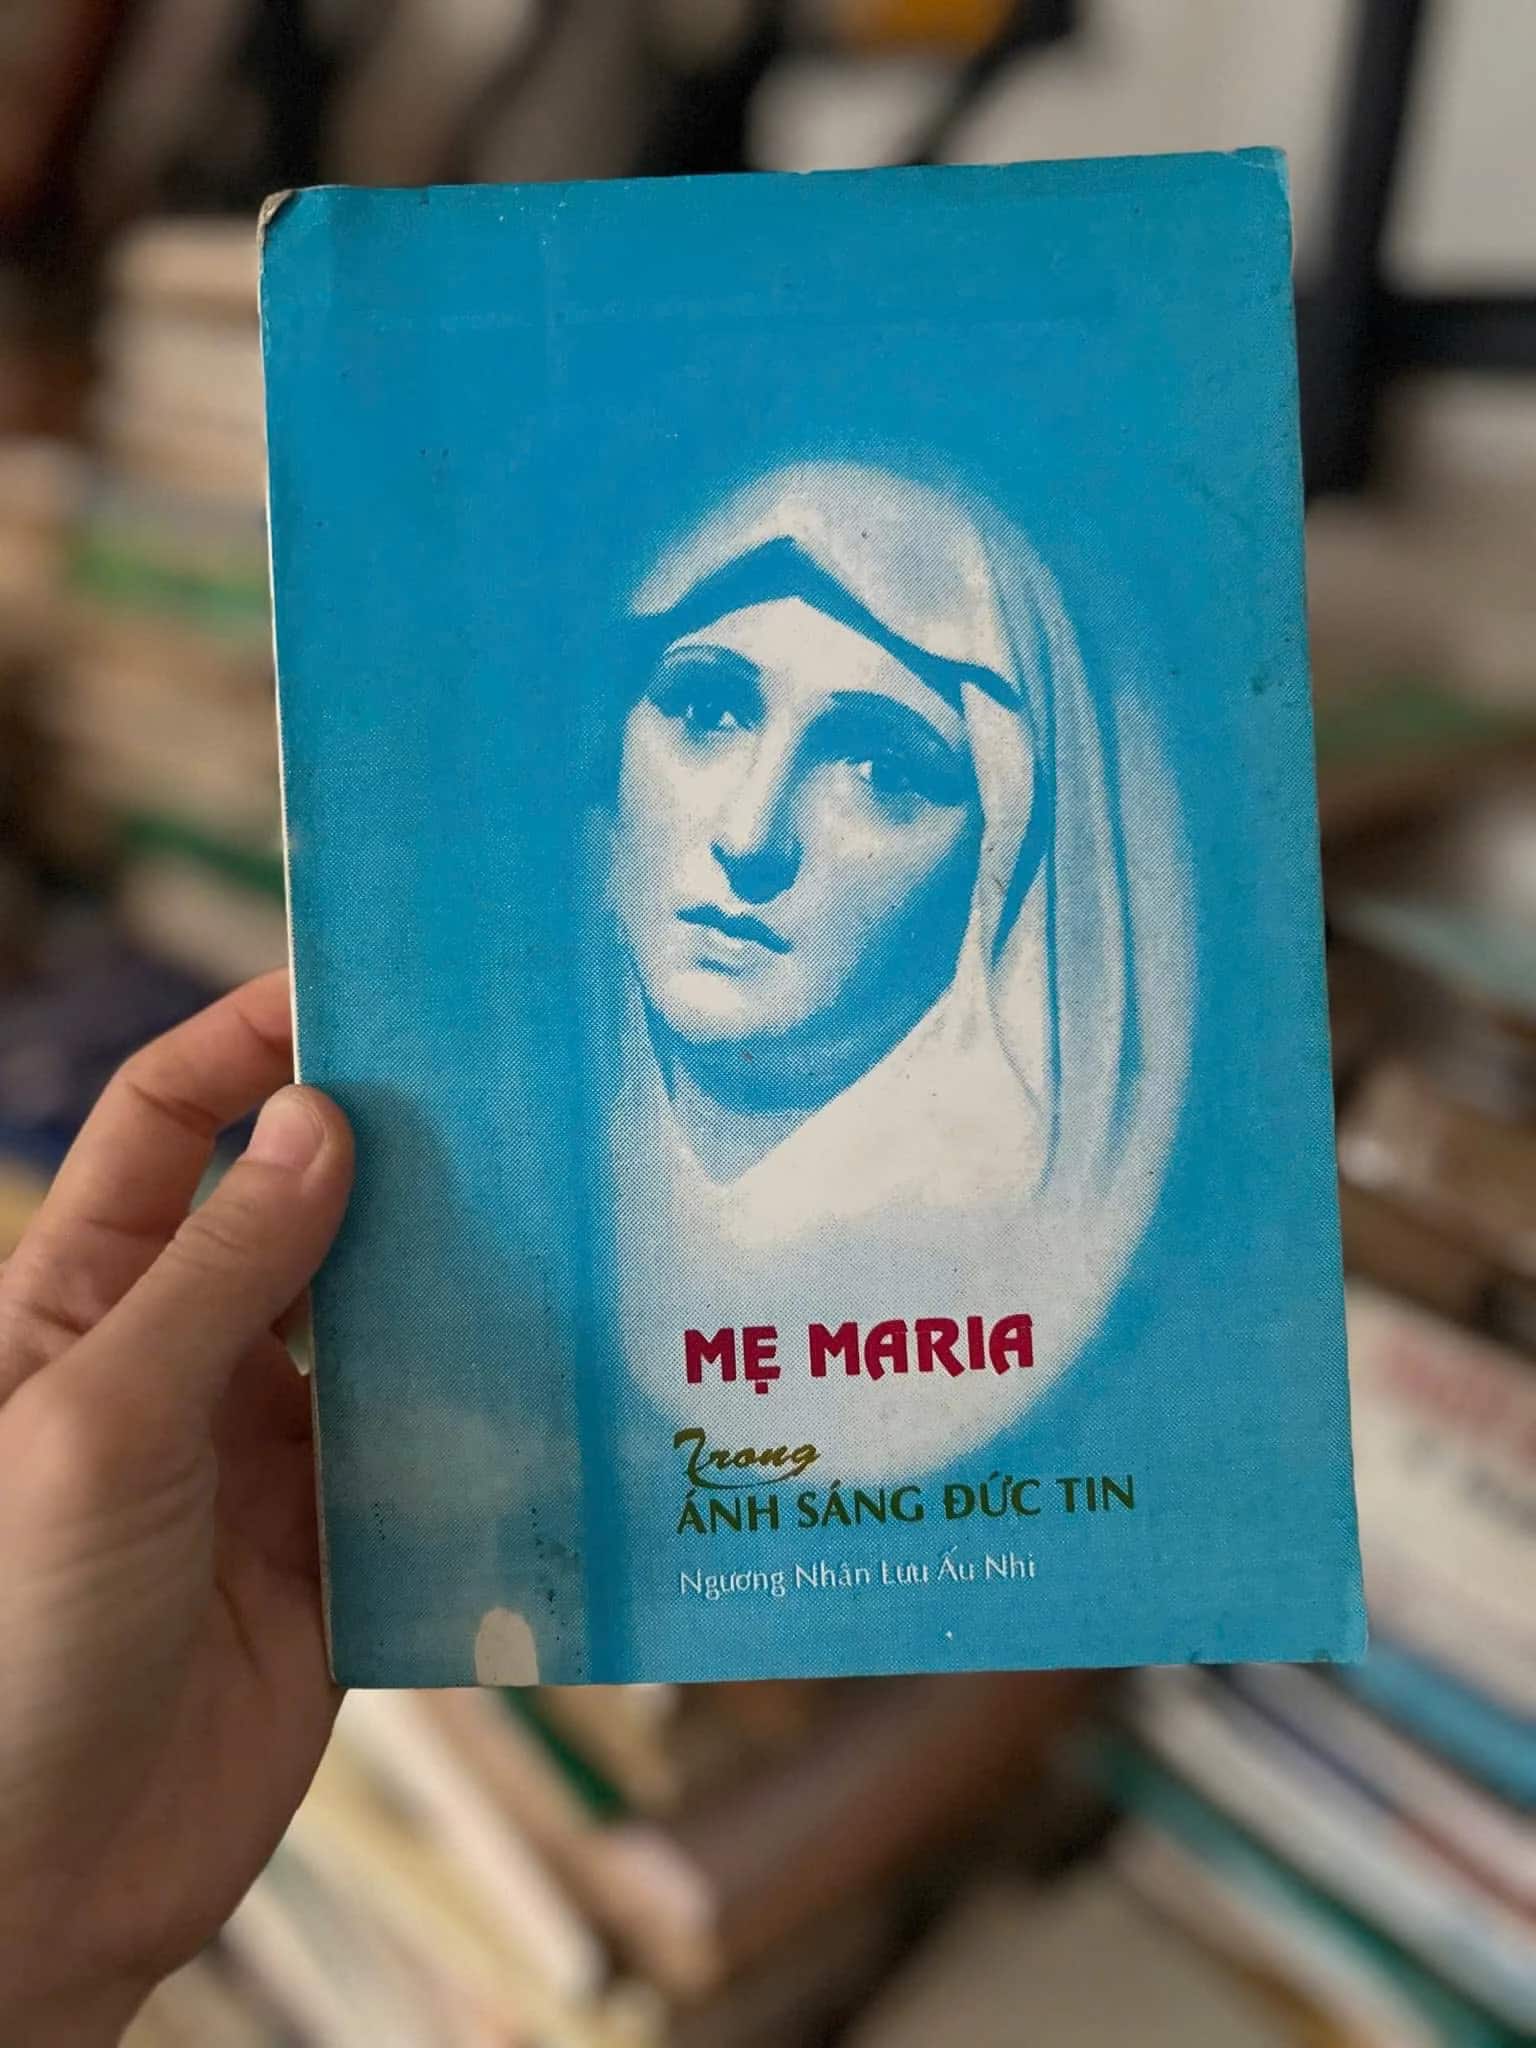 MẸ MARIA
Trong
ÁNH SÁNG ĐỨC TIN
Ngương Nhân Lưu Ấu Nhi